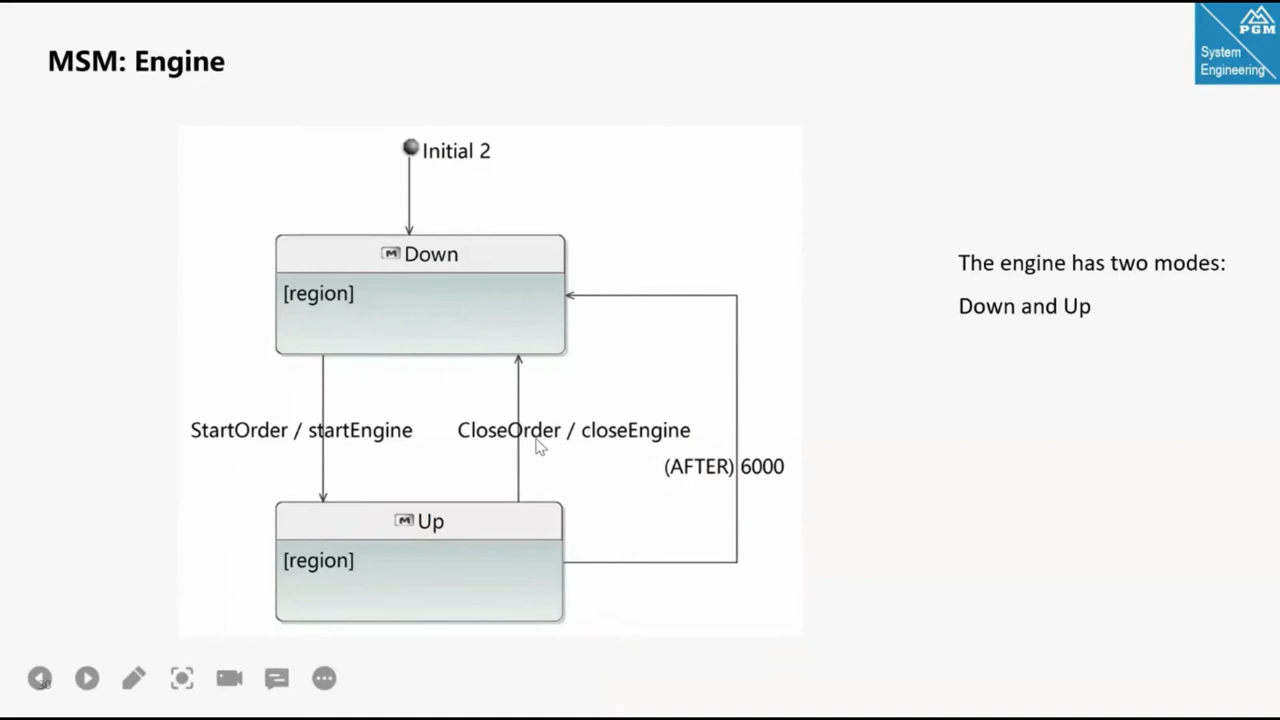 MSM: Engine
PGM
System
Engineering
Initial 2
M Down
[region]
The engine has two modes:
Down and Up
StartOrder / startEngine
CloseOrder / closeEngine
(AFTER) 6000
M Up
[region]